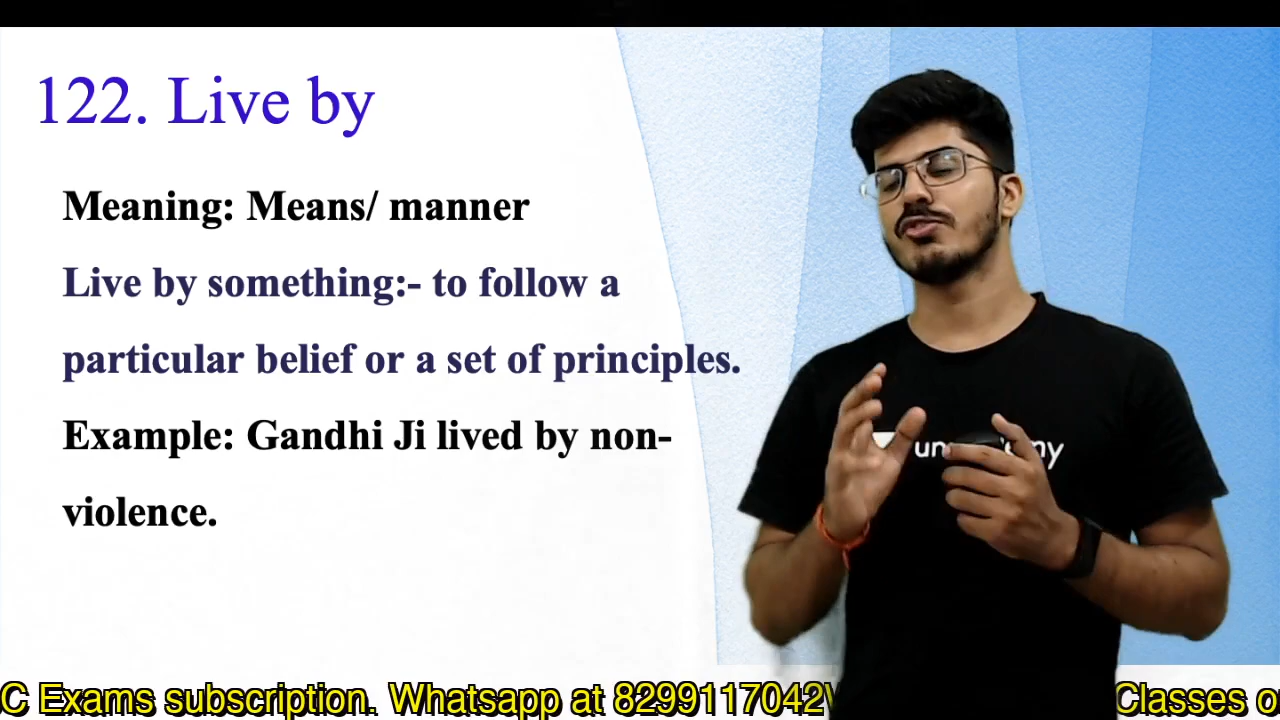 122. Live by
Meaning: Means/ manner
Live by something:- to follow a
particular belief or a set of principles.
Example: Gandhi Ji lived by non-
violence.
C Exams subscription. Whatsapp at 8299117042
Classes o